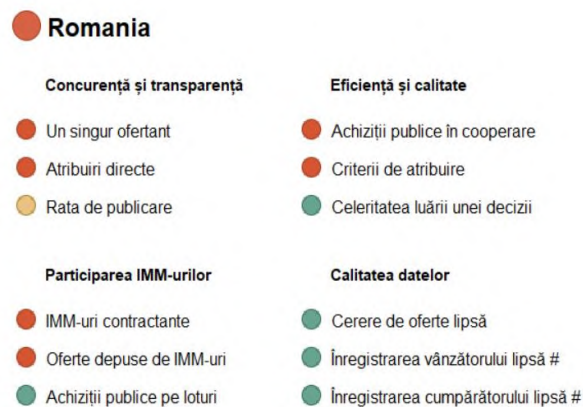 Romania
Concurență și transparență
Un singur ofertant
Atribuiri directe
Rata de publicare
Eficiență și calitate
Achiziții publice în cooperare
Criterii de atribuire
Celeritatea luării unei decizii
Participarea IMM-urilor
IMM-uri contractante
Oferte depuse de IMM-uri
Achiziții publice pe loturi
Calitatea datelor
Cerere de oferte lipsă
Înregistrarea vânzătorului lipsă #
Înregistrarea cumpărătorului lipsă #